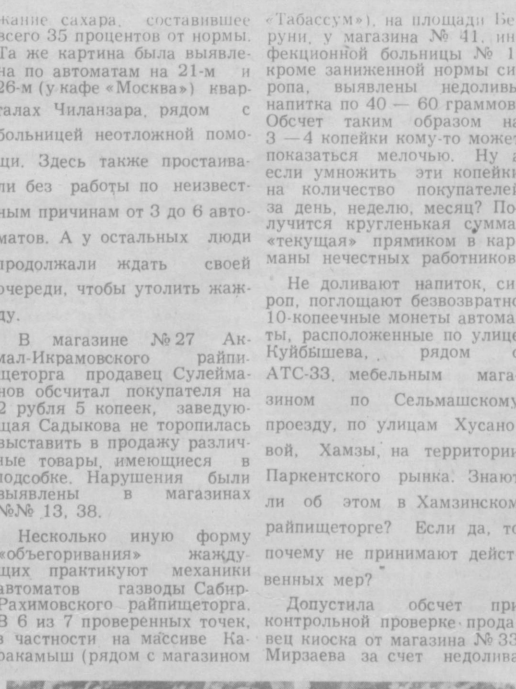 жание сахара, составившее
всего 35 процентов от нормы.
Та же картина была выявле-
на по автоматам на 21-м и
26-м (у кафе «Москва») квар-
талах Чиланзара, рядом с
больницей неотложной помо-
щи. Здесь также простаива-
ли без работы по неизвест-
ным причинам от 3 до 6 авто-
матов. А у остальных люди
продолжали ждать своей
очереди, чтобы утолить жаж-
ду.
В магазине № 27 Ак-
мал-Икрамовского райпи-
щеторга продавец Сулейма-
нов обсчитал покупателя на
2 рубля 5 копеек, заведую-
щая Садыкова не торопилась
выставить в продажу различ-
ные товары, имеющиеся в
подсобке. Нарушения были
выявлены в магазинах
№№ 13, 38.
Несколько иную форму
«объегоривания» жажду-
щих практикуют механики
автоматов газводы Сабир-
Рахимовского райпищеторга.
В 6 из 7 проверенных точек,
в частности на массиве Ка-
ракамыш (рядом с магазином
«Табассум»), на площади Бе-
руни, у магазина № 41, ин-
фекционной больницы № 1
кроме заниженной нормы си-
ропа, выявлены недоливы
напитка по 40 — 60 граммов.
Обсчет таким образом на
3 — 4 копейки кому-то может
показаться мелочью. Ну а
если умножить эти копейки
на количество покупателей
за день, неделю, месяц? По-
лучится кругленькая сумма,
«текущая» прямиком в кар-
маны нечестных работников.
Не доливают напиток, си-
роп, поглощают безвозвратно
10-копеечные монеты автома-
ты, расположенные по улице
Куйбышева, рядом с
АТС-33, мебельным мага-
зином по Сельмашскому
проезду, по улицам Хусано-
вой, Хамзы, на территории
Паркентского рынка. Знают
ли об этом в Хамзинском
райпищеторге? Если да, то
почему не принимают дейст-
венных мер?
Допустила обсчет при
контрольной проверке прода-
вец киоска от магазина № 33
Мирзаева за счет недолива